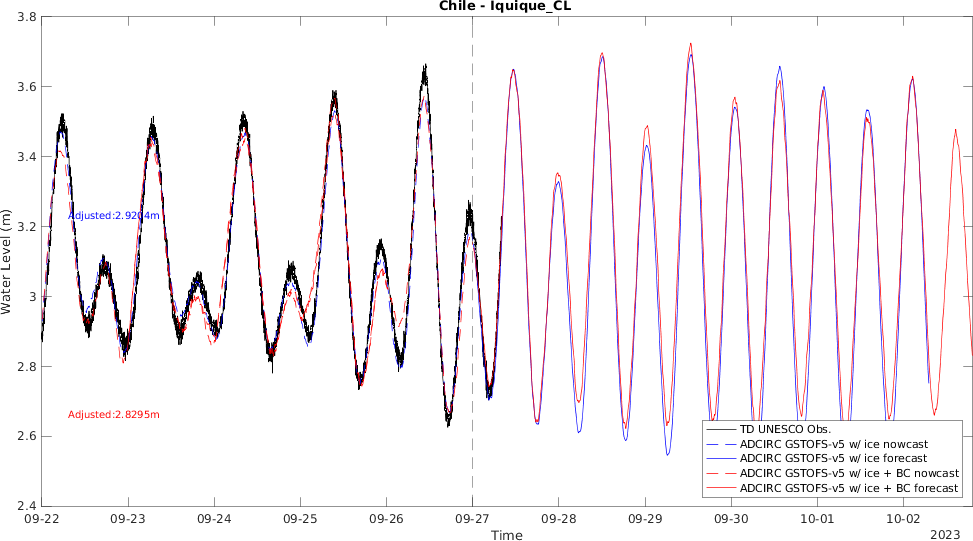 Chile - Iquique_CL
3.8
3.6
3.4
3.2
3
2.8
2.6
2.4
Water Level (m)
Adjusted:2.9204m
Adjusted:2.8295m
TD UNESCO Obs.
ADCIRC GSTOFS-v5 w/ ice nowcast
ADCIRC GSTOFS-v5 w/ ice forecast
ADCIRC GSTOFS-v5 w/ ice + BC nowcast
ADCIRC GSTOFS-v5 w/ ice + BC forecast
09-22 09-23 09-24 09-25 09-26 09-27 09-28 09-29 09-30 10-01 10-02
Time
2023